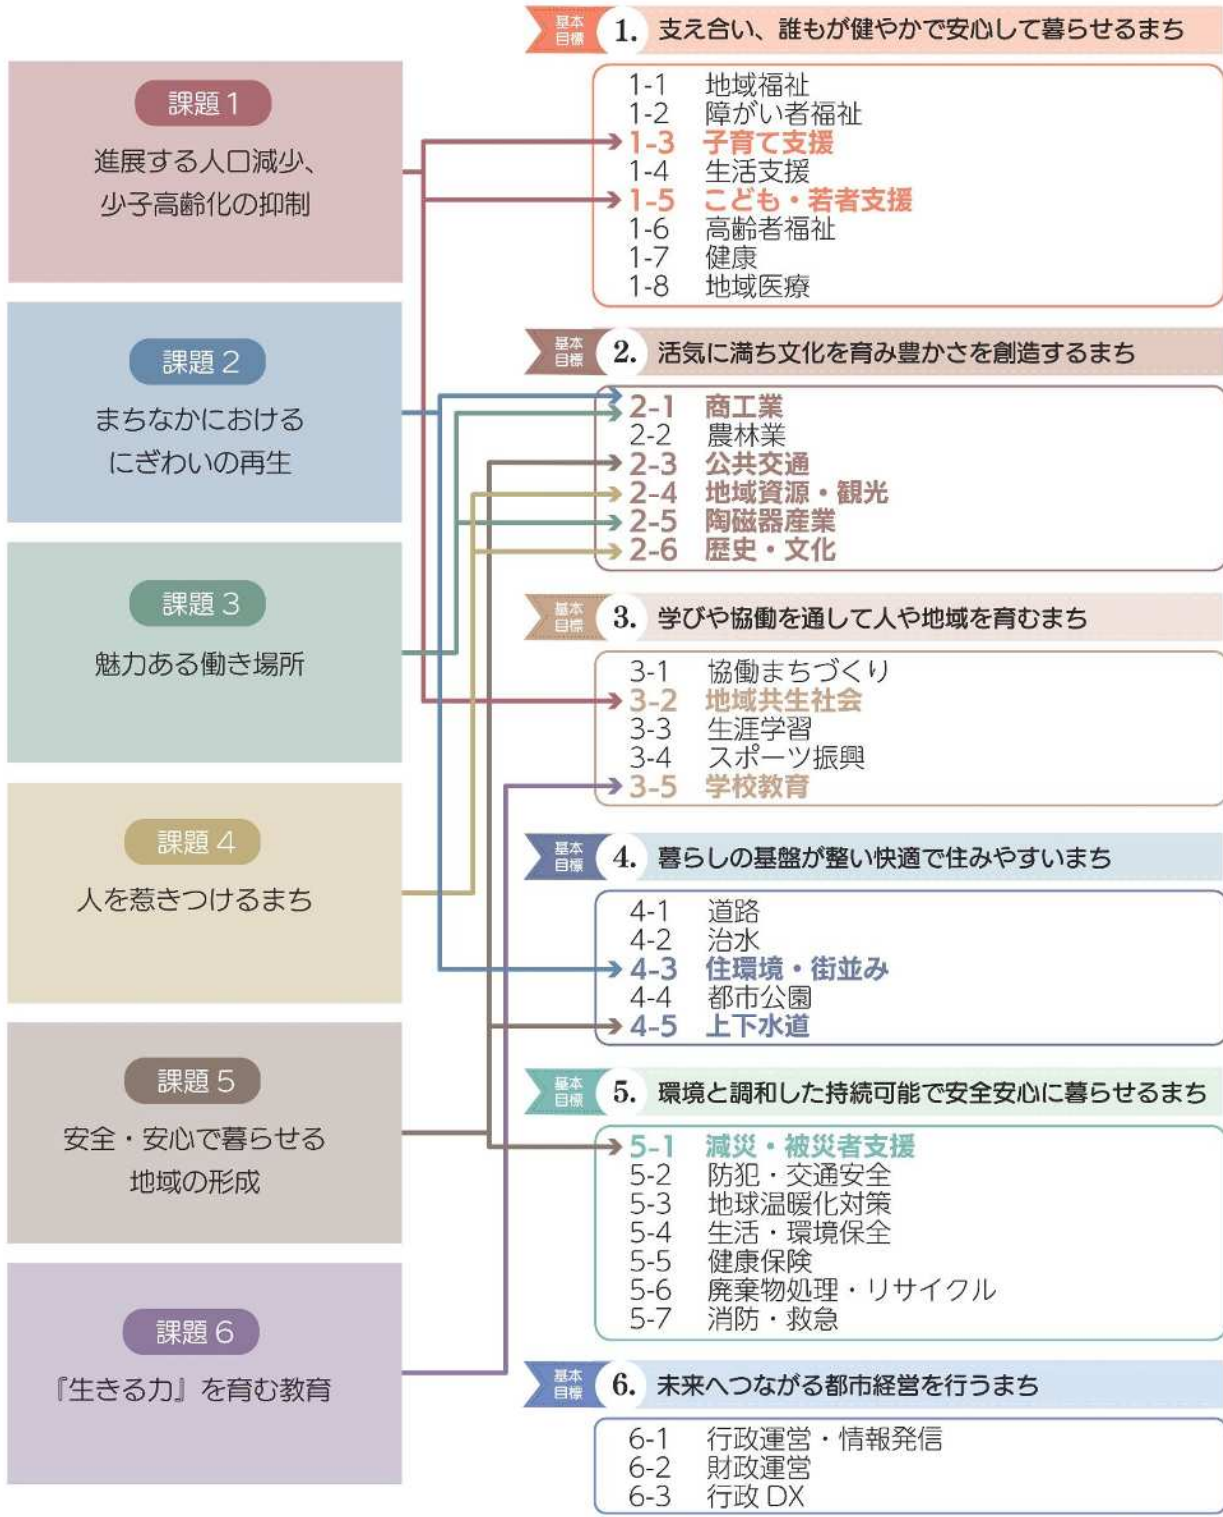 課題1
進展する人口減少、
少子高齢化の抑制
課題2
まちなかにおける
にぎわいの再生
課題3
魅力ある働き場所
課題4
人を惹きつけるまち
課題5
安全・安心で暮らせる
地域の形成
課題6
『生きる力』を育む教育
基本
目標
1. 支え合い、誰もが健やかで安心して暮らせるまち
1-1 地域福祉
1-2 障がい者福祉
1-3 子育て支援
1-4 生活支援
1-5 こども・若者支援
1-6 高齢者福祉
1-7 健康
1-8 地域医療
基本
目標
2. 活気に満ち文化を育み豊かさを創造するまち
2-1 商工業
2-2 農林業
2-3 公共交通
2-4 地域資源・観光
2-5 陶磁器産業
2-6 歴史・文化
基本
目標
3. 学びや協働を通して人や地域を育むまち
3-1 協働まちづくり
3-2 地域共生社会
3-3 生涯学習
3-4 スポーツ振興
3-5 学校教育
基本
目標
4. 暮らしの基盤が整い快適で住みやすいまち
4-1 道路
4-2 治水
4-3 住環境・街並み
4-4 都市公園
4-5 上下水道
基本
目標
5. 環境と調和した持続可能で安全安心に暮らせるまち
5-1 減災・被災者支援
5-2 防犯・交通安全
5-3 地球温暖化対策
5-4 生活・環境保全
5-5 健康保険
5-6 廃棄物処理・リサイクル
5-7 消防・救急
基本
目標
6. 未来へつながる都市経営を行うまち
6-1 行政運営・情報発信
6-2 財政運営
6-3 行政 DX